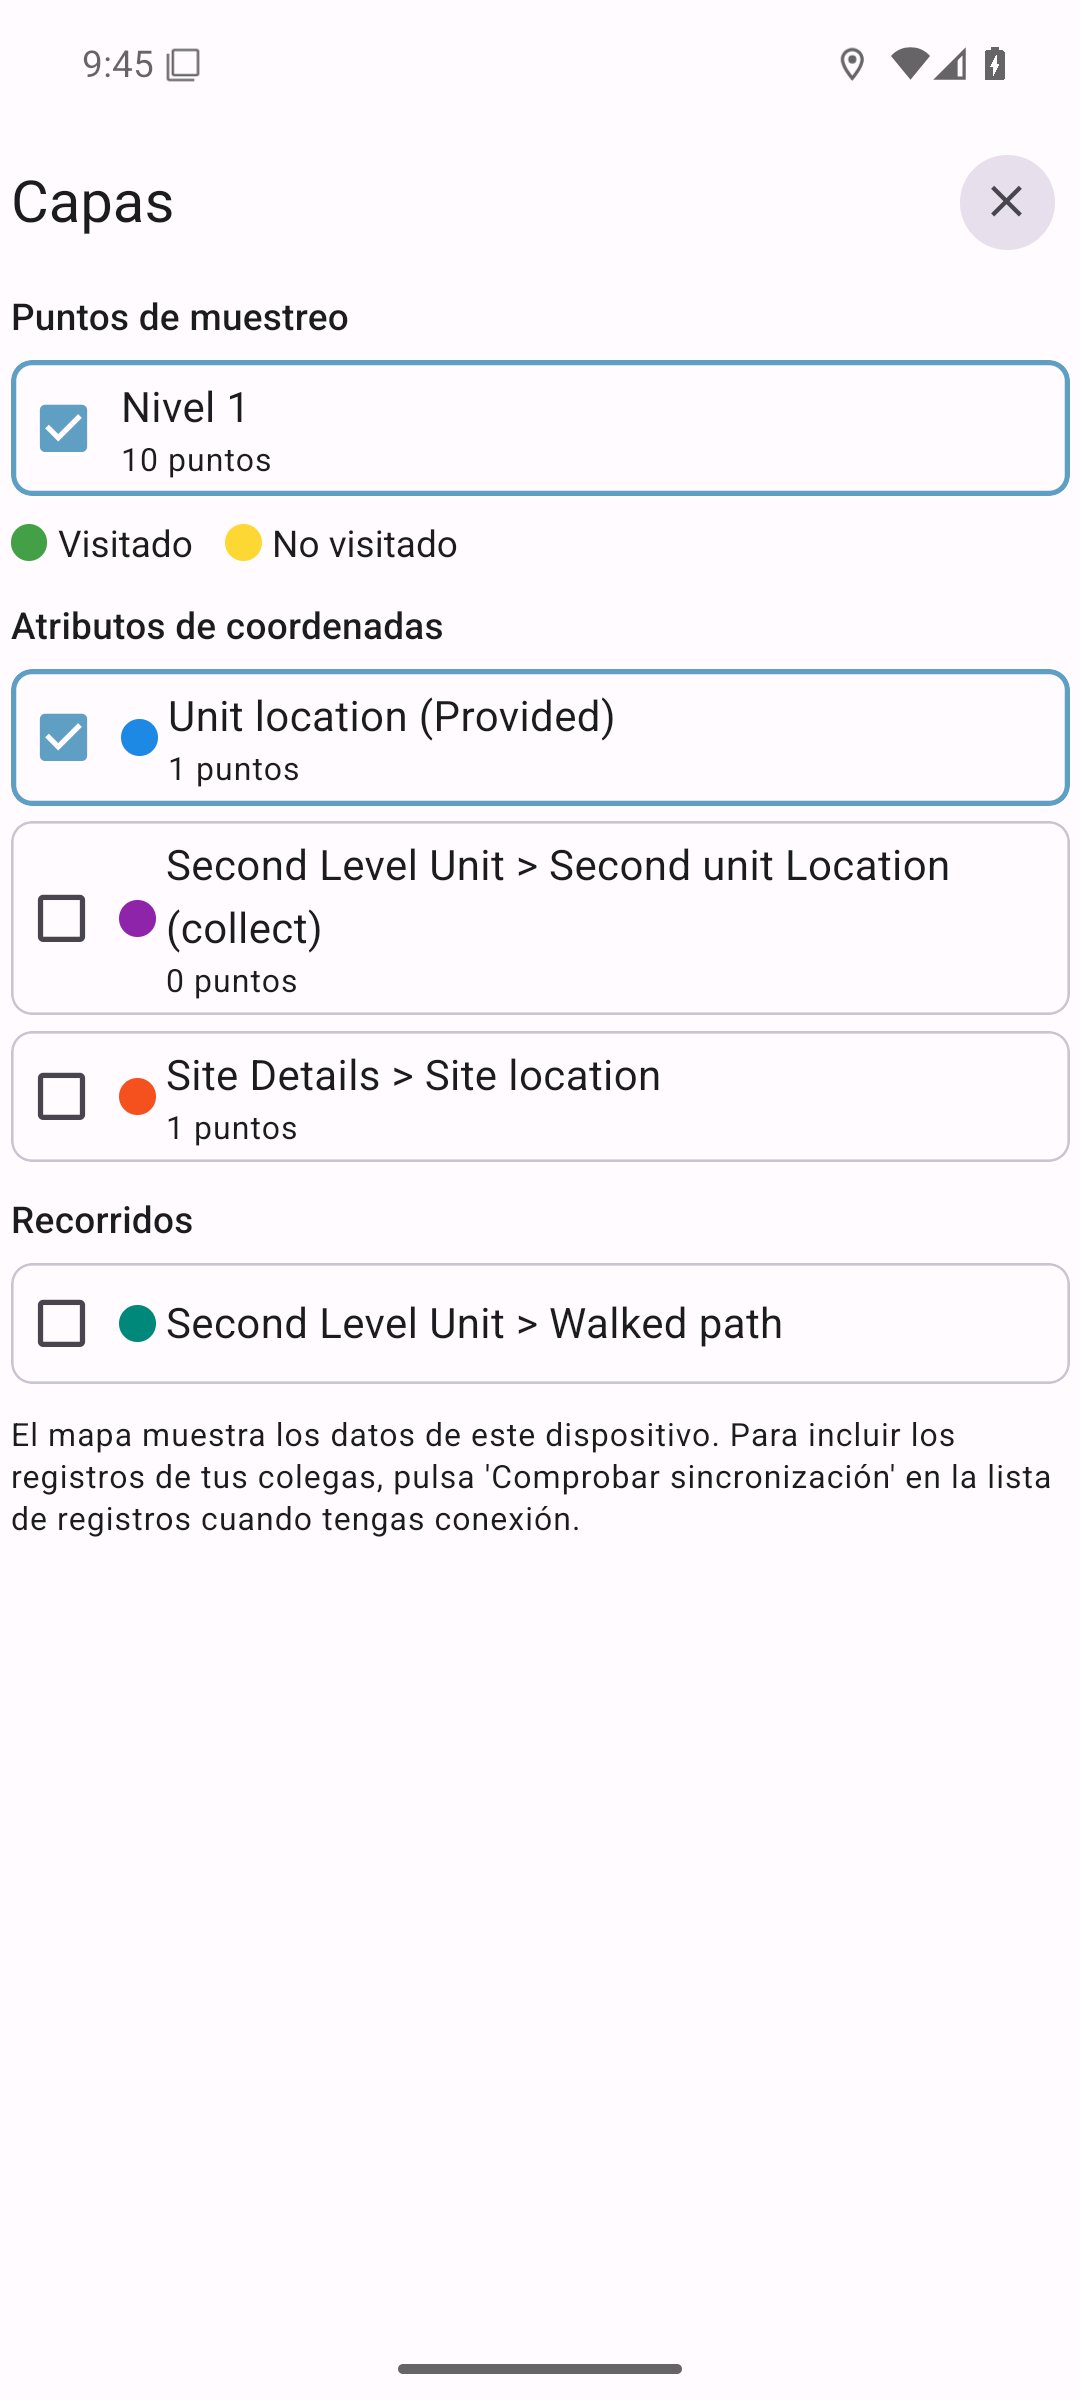 9:45
Capas
Puntos de muestreo
Nivel 1
10 puntos
Visitado
No visitado
Atributos de coordenadas
Unit location (Provided)
1 puntos
Second Level Unit > Second unit Location
(collect)
0 puntos
Site Details > Site location
1 puntos
Recorridos
Second Level Unit > Walked path
El mapa muestra los datos de este dispositivo. Para incluir los
registros de tus colegas, pulsa 'Comprobar sincronización' en la lista
de registros cuando tengas conexión.